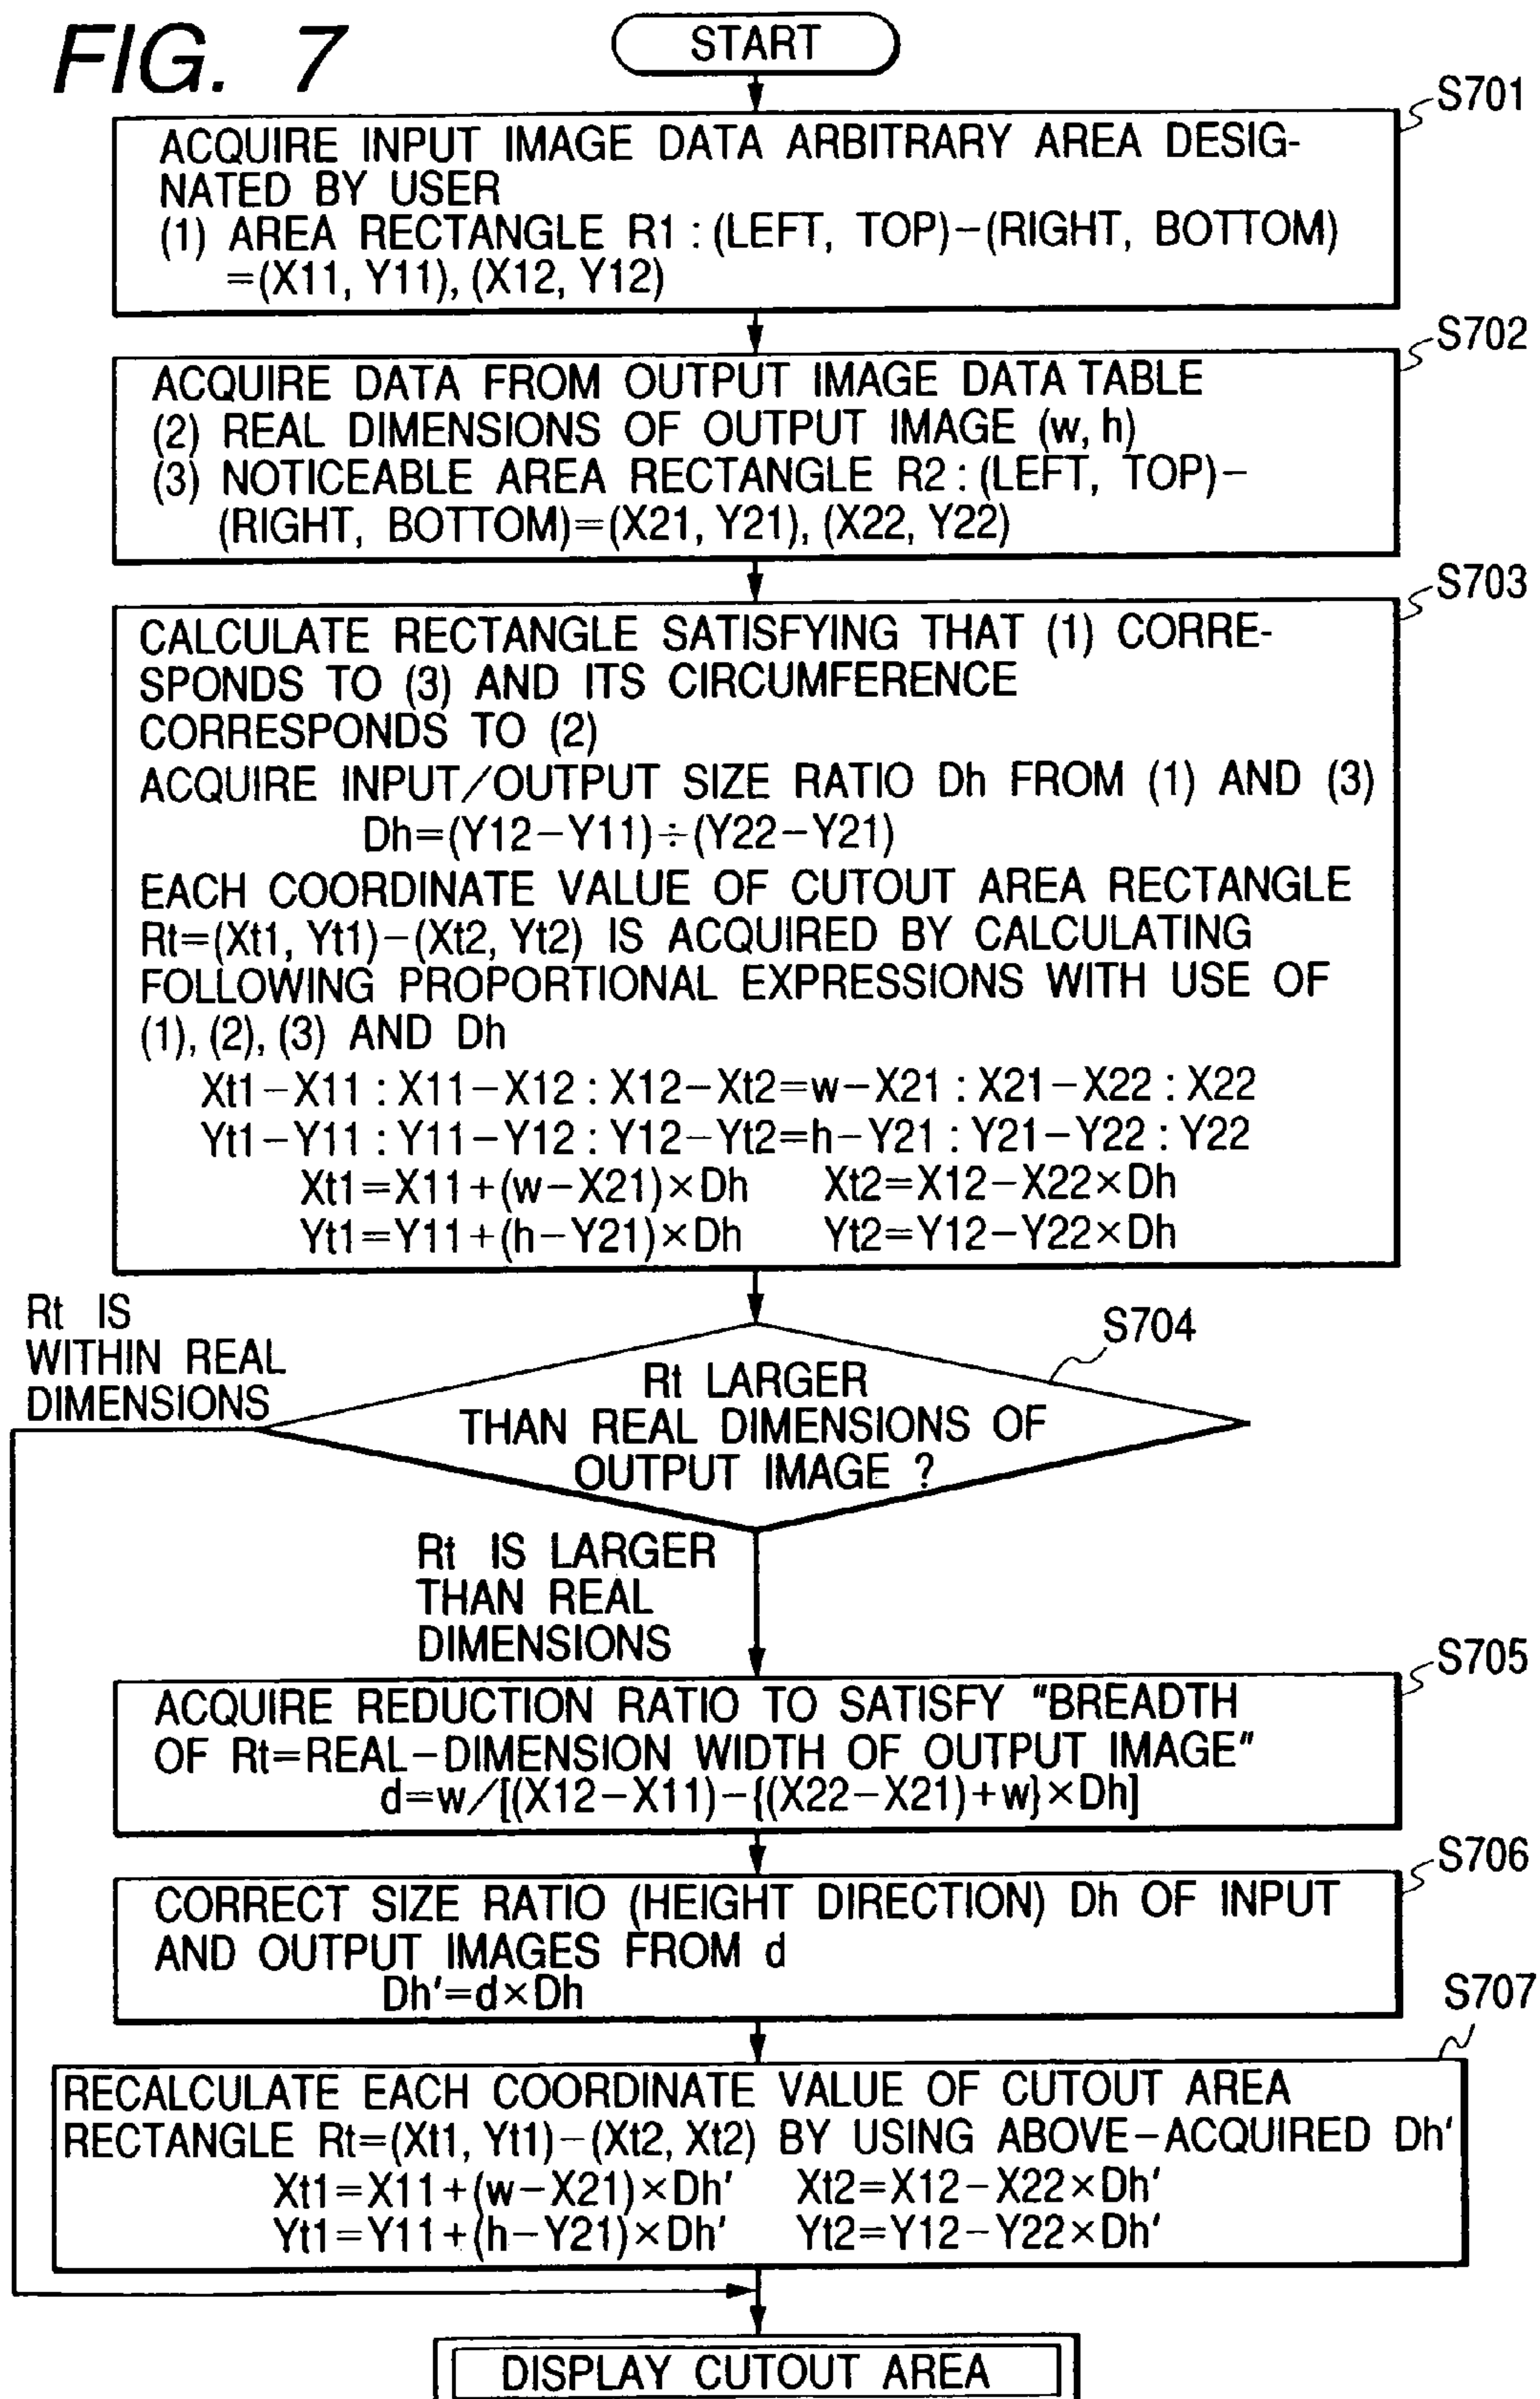 FIG. 7
START
S701
ACQUIRE INPUT IMAGE DATA ARBITRARY AREA DESIG-
NATED BY USER
(1) AREA RECTANGLE R1 : (LEFT, TOP)−(RIGHT, BOTTOM)
=(X11, Y11), (X12, Y12)
S702
ACQUIRE DATA FROM OUTPUT IMAGE DATA TABLE
(2) REAL DIMENSIONS OF OUTPUT IMAGE (w, h)
(3) NOTICEABLE AREA RECTANGLE R2 : (LEFT, TOP)−
(RIGHT, BOTTOM)=(X21, Y21), (X22, Y22)
S703
CALCULATE RECTANGLE SATISFYING THAT (1) CORRE-
SPONDS TO (3) AND ITS CIRCUMFERENCE
CORRESPONDS TO (2)
ACQUIRE INPUT/OUTPUT SIZE RATIO Dh FROM (1) AND (3)
Dh=(Y12−Y11)÷(Y22−Y21)
EACH COORDINATE VALUE OF CUTOUT AREA RECTANGLE
Rt=(Xt1, Yt1)−(Xt2, Yt2) IS ACQUIRED BY CALCULATING
FOLLOWING PROPORTIONAL EXPRESSIONS WITH USE OF
(1), (2), (3) AND Dh
Xt1−X11 : X11−X12 : X12−Xt2=w−X21 : X21−X22 : X22
Yt1−Y11 : Y11−Y12 : Y12−Yt2=h−Y21 : Y21−Y22 : Y22
Xt1=X11+(w−X21)×Dh Xt2=X12−X22×Dh
Yt1=Y11+(h−Y21)×Dh Yt2=Y12−Y22×Dh
Rt IS
WITHIN REAL
DIMENSIONS
S704
Rt LARGER
THAN REAL DIMENSIONS OF
OUTPUT IMAGE ?
Rt IS LARGER
THAN REAL
DIMENSIONS
S705
ACQUIRE REDUCTION RATIO TO SATISFY "BREADTH
OF Rt=REAL−DIMENSION WIDTH OF OUTPUT IMAGE"
d=w/[(X12−X11)−{(X22−X21)+w}×Dh]
S706
CORRECT SIZE RATIO (HEIGHT DIRECTION) Dh OF INPUT
AND OUTPUT IMAGES FROM d
Dh'=d×Dh
S707
RECALCULATE EACH COORDINATE VALUE OF CUTOUT AREA
RECTANGLE Rt=(Xt1, Yt1)−(Xt2, Xt2) BY USING ABOVE−ACQUIRED Dh'
Xt1=X11+(w−X21)×Dh' Xt2=X12−X22×Dh'
Yt1=Y11+(h−Y21)×Dh' Yt2=Y12−Y22×Dh'
DISPLAY CUTOUT AREA